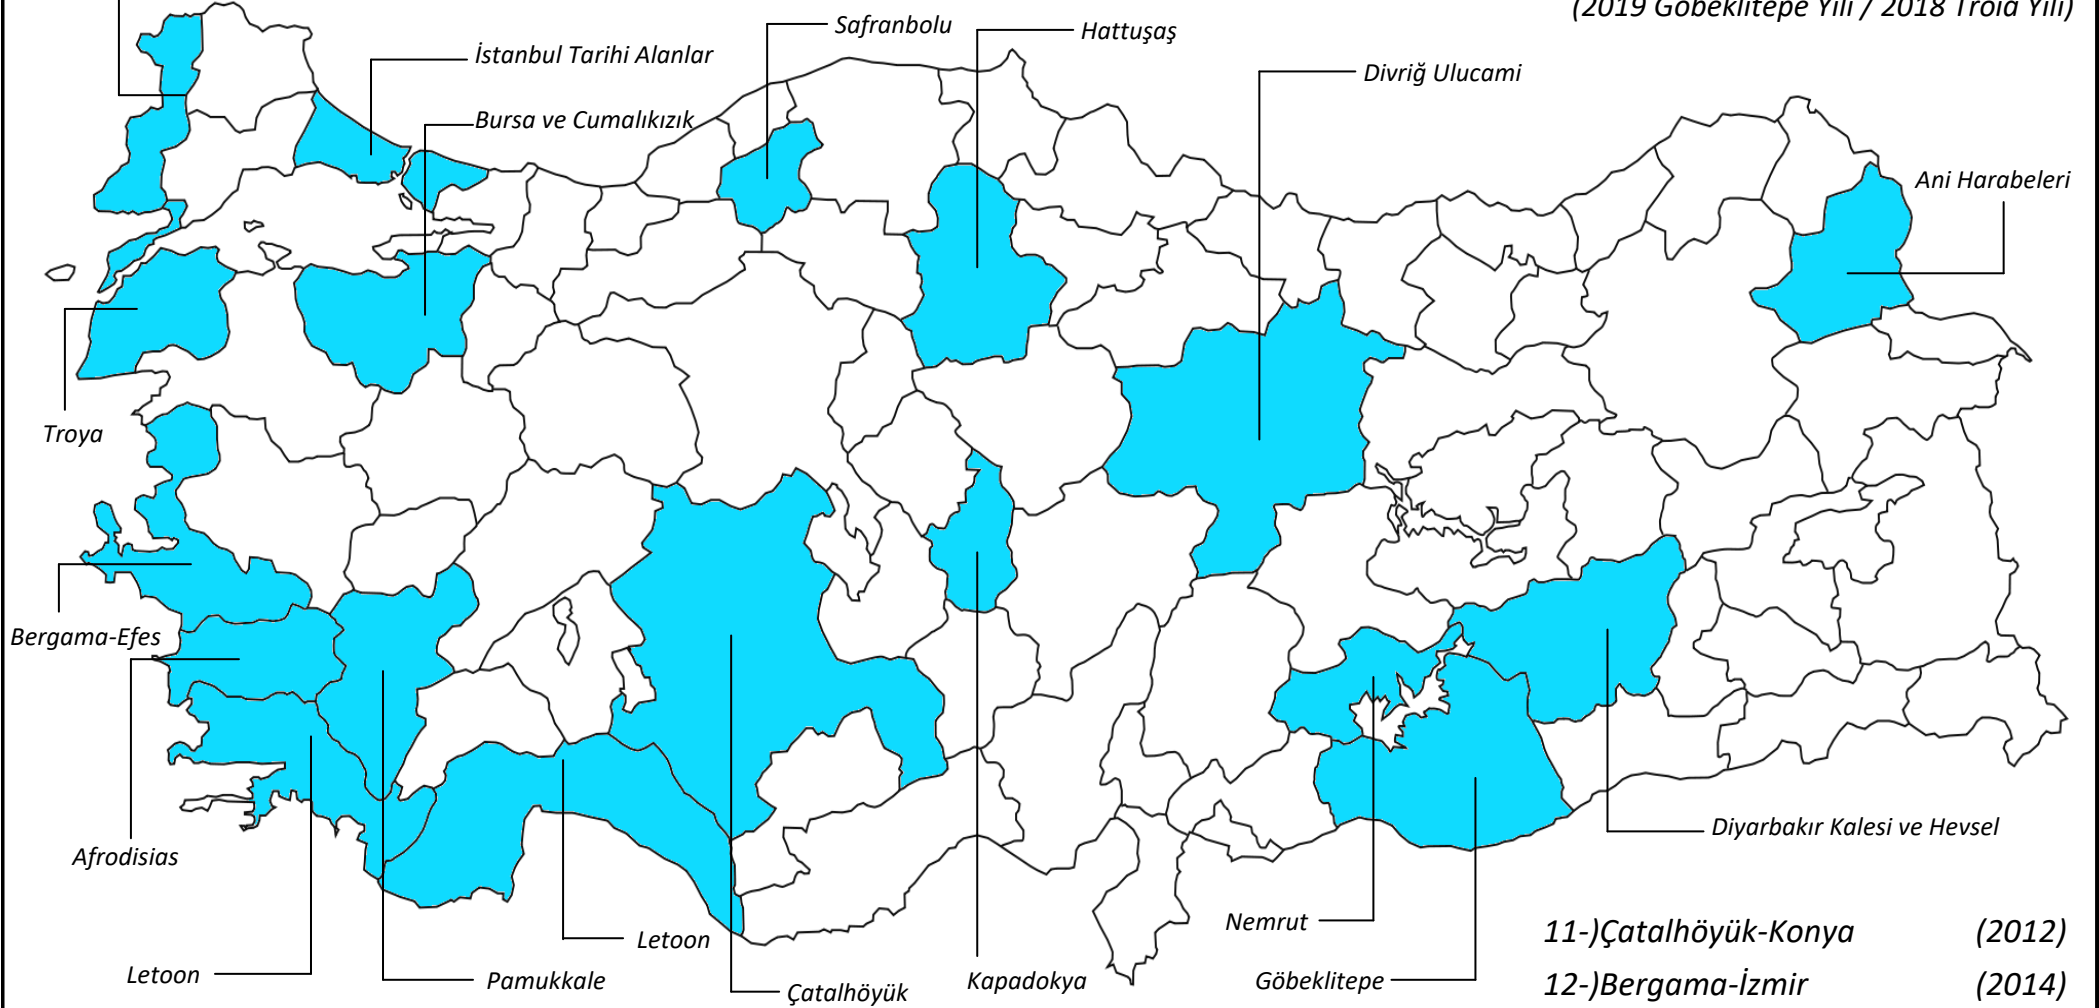 (2019 Göbeklitepe Yılı / 2018 Troia Yılı)
Safranbolu
Hattuşaş
İstanbul Tarihi Alanlar
Divriğ Ulucami
Bursa ve Cumalıkızık
Ani Harabeleri
Troya
Bergama-Efes
Afrodisias
Diyarbakır Kalesi ve Hevsel
Nemrut
Letoon
Letoon
Pamukkale
Çatalhöyük
Kapadokya
Göbeklitepe
11-)Çatalhöyük-Konya (2012)
12-)Bergama-İzmir (2014)